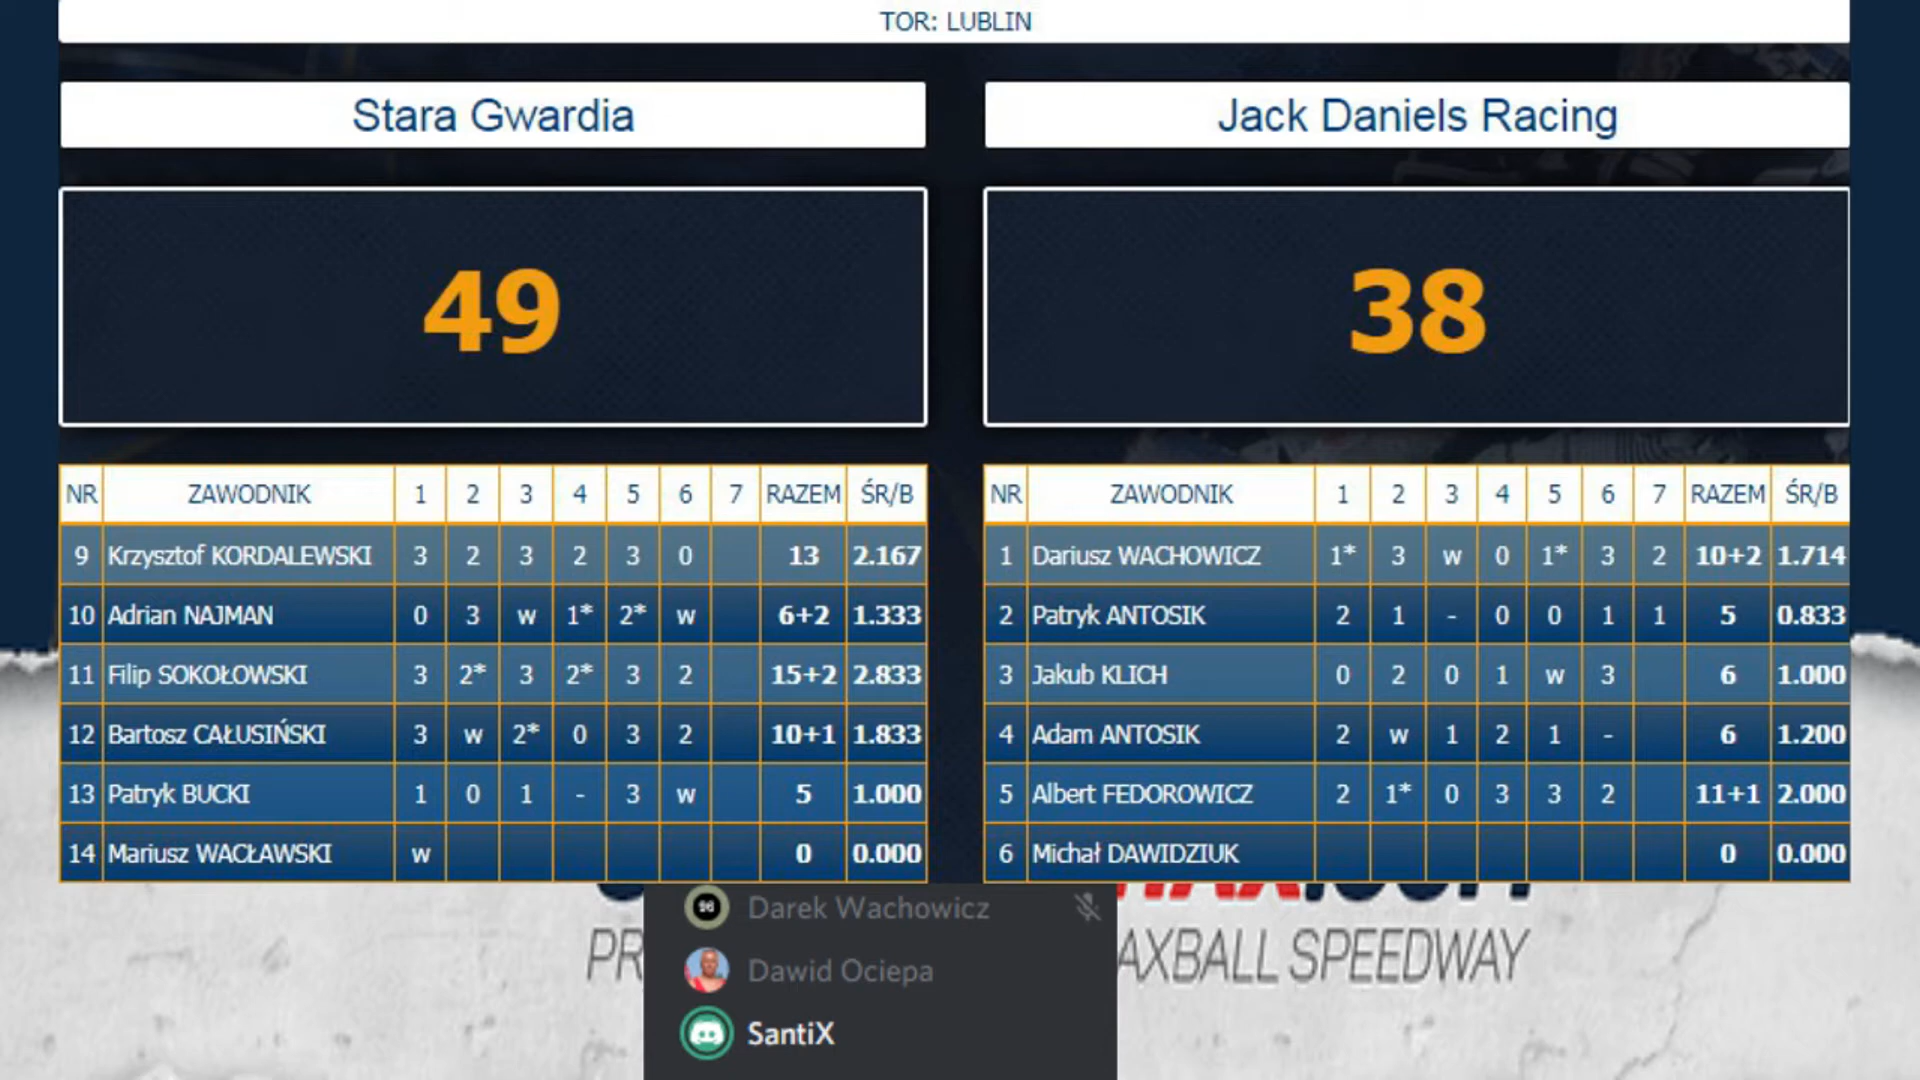 TOR: LUBLIN
Stara Gwardia
Jack Daniels Racing
49
38
NR ZAWODNIK 1 2 3 4 5 6 7 RAZEM ŚR/B
9 Krzysztof KORDALEWSKI 3 2 3 2 3 0 13 2.167
10 Adrian NAJMAN 0 3 w 1* 2* w 6+2 1.333
11 Filip SOKOŁOWSKI 3 2* 3 2* 3 2 15+2 2.833
12 Bartosz CAŁUSIŃSKI 3 w 2* 0 3 2 10+1 1.833
13 Patryk BUCKI 1 0 1 - 3 w 5 1.000
14 Mariusz WACŁAWSKI w 0 0.000
NR ZAWODNIK 1 2 3 4 5 6 7 RAZEM ŚR/B
1 Dariusz WACHOWICZ 1* 3 w 0 1* 3 2 10+2 1.714
2 Patryk ANTOSIK 2 1 - 0 0 1 1 5 0.833
3 Jakub KLICH 0 2 0 1 w 3 6 1.000
4 Adam ANTOSIK 2 w 1 2 1 - 6 1.200
5 Albert FEDOROWICZ 2 1* 0 3 3 2 11+1 2.000
6 Michał DAWIDZIUK 0 0.000
Darek Wachowicz
Dawid Ociepa
SantiX
PR
AXBALL SPEEDWAY